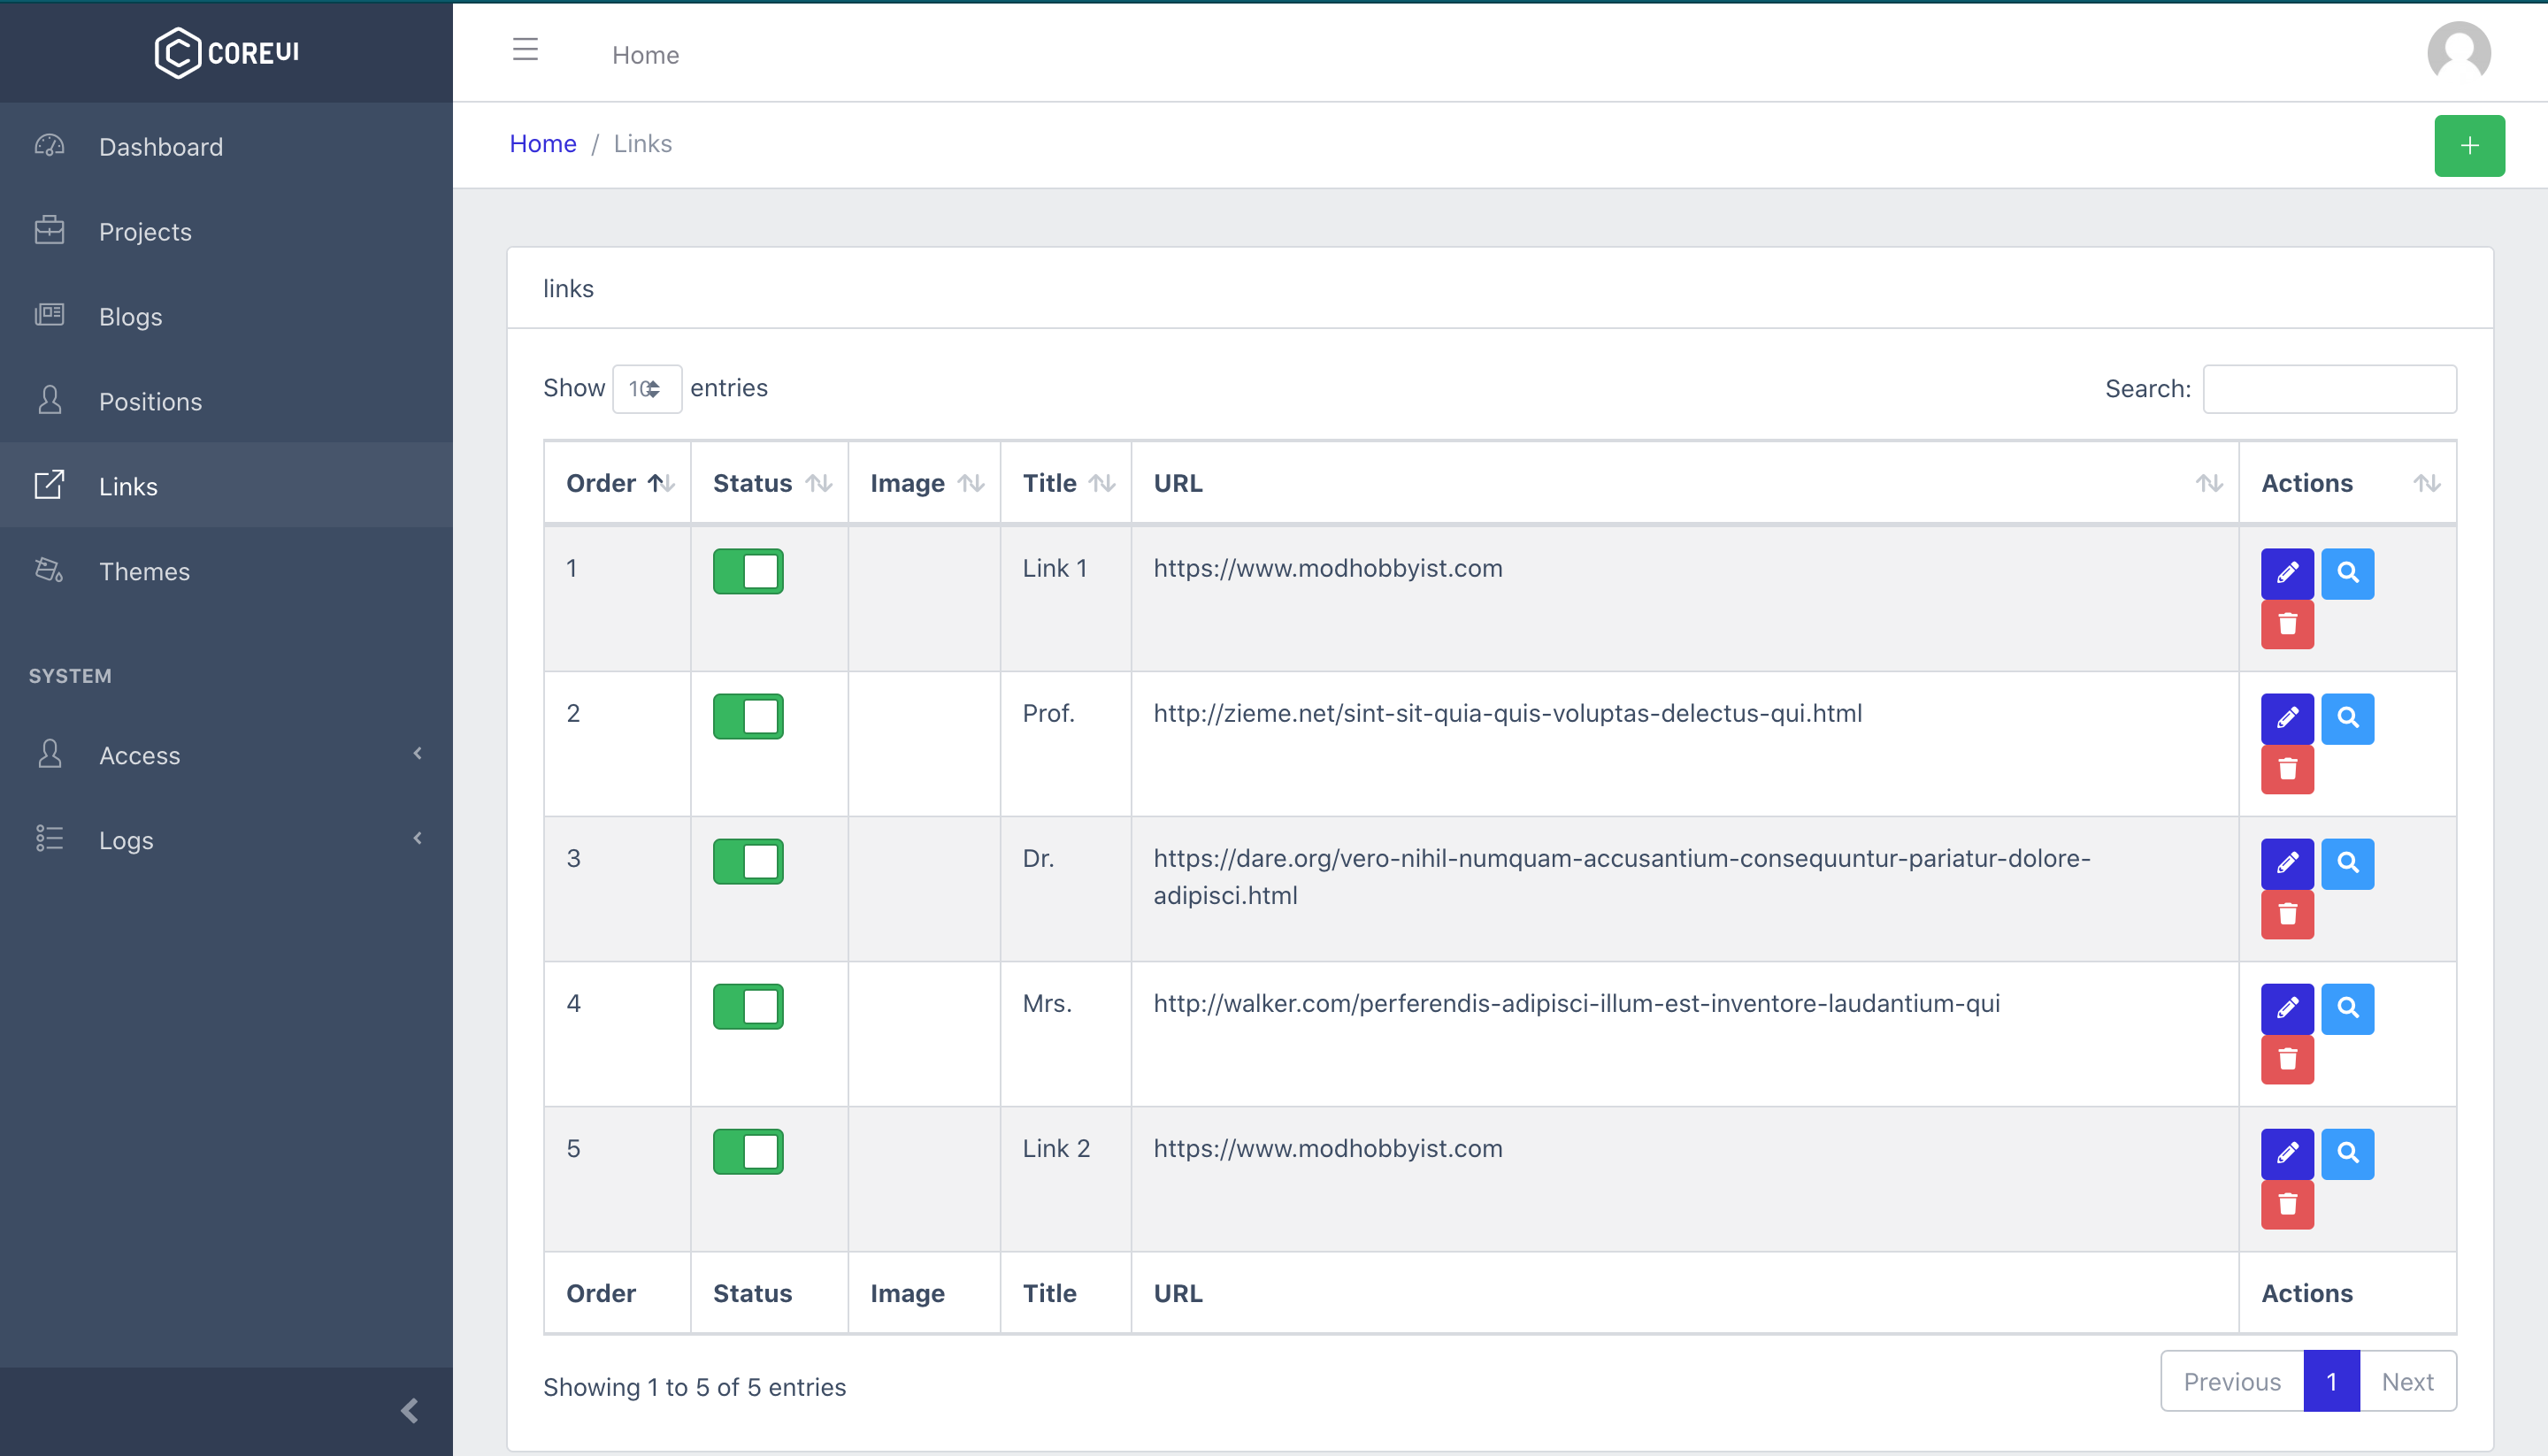 COREUI
Home
Dashboard
Projects
Blogs
Positions
Links
Themes
SYSTEM
Access
Logs
Home / Links
links
Show 10 entries
Search:
Order Status Image Title URL Actions
1 Link 1 https://www.modhobbyist.com
2 Prof. http://zieme.net/sint-sit-quia-quis-voluptas-delectus-qui.html
3 Dr. https://dare.org/vero-nihil-numquam-accusantium-consequuntur-pariatur-dolore-
adipisci.html
4 Mrs. http://walker.com/perferendis-adipisci-illum-est-inventore-laudantium-qui
5 Link 2 https://www.modhobbyist.com
Order Status Image Title URL Actions
Showing 1 to 5 of 5 entries
Previous 1 Next